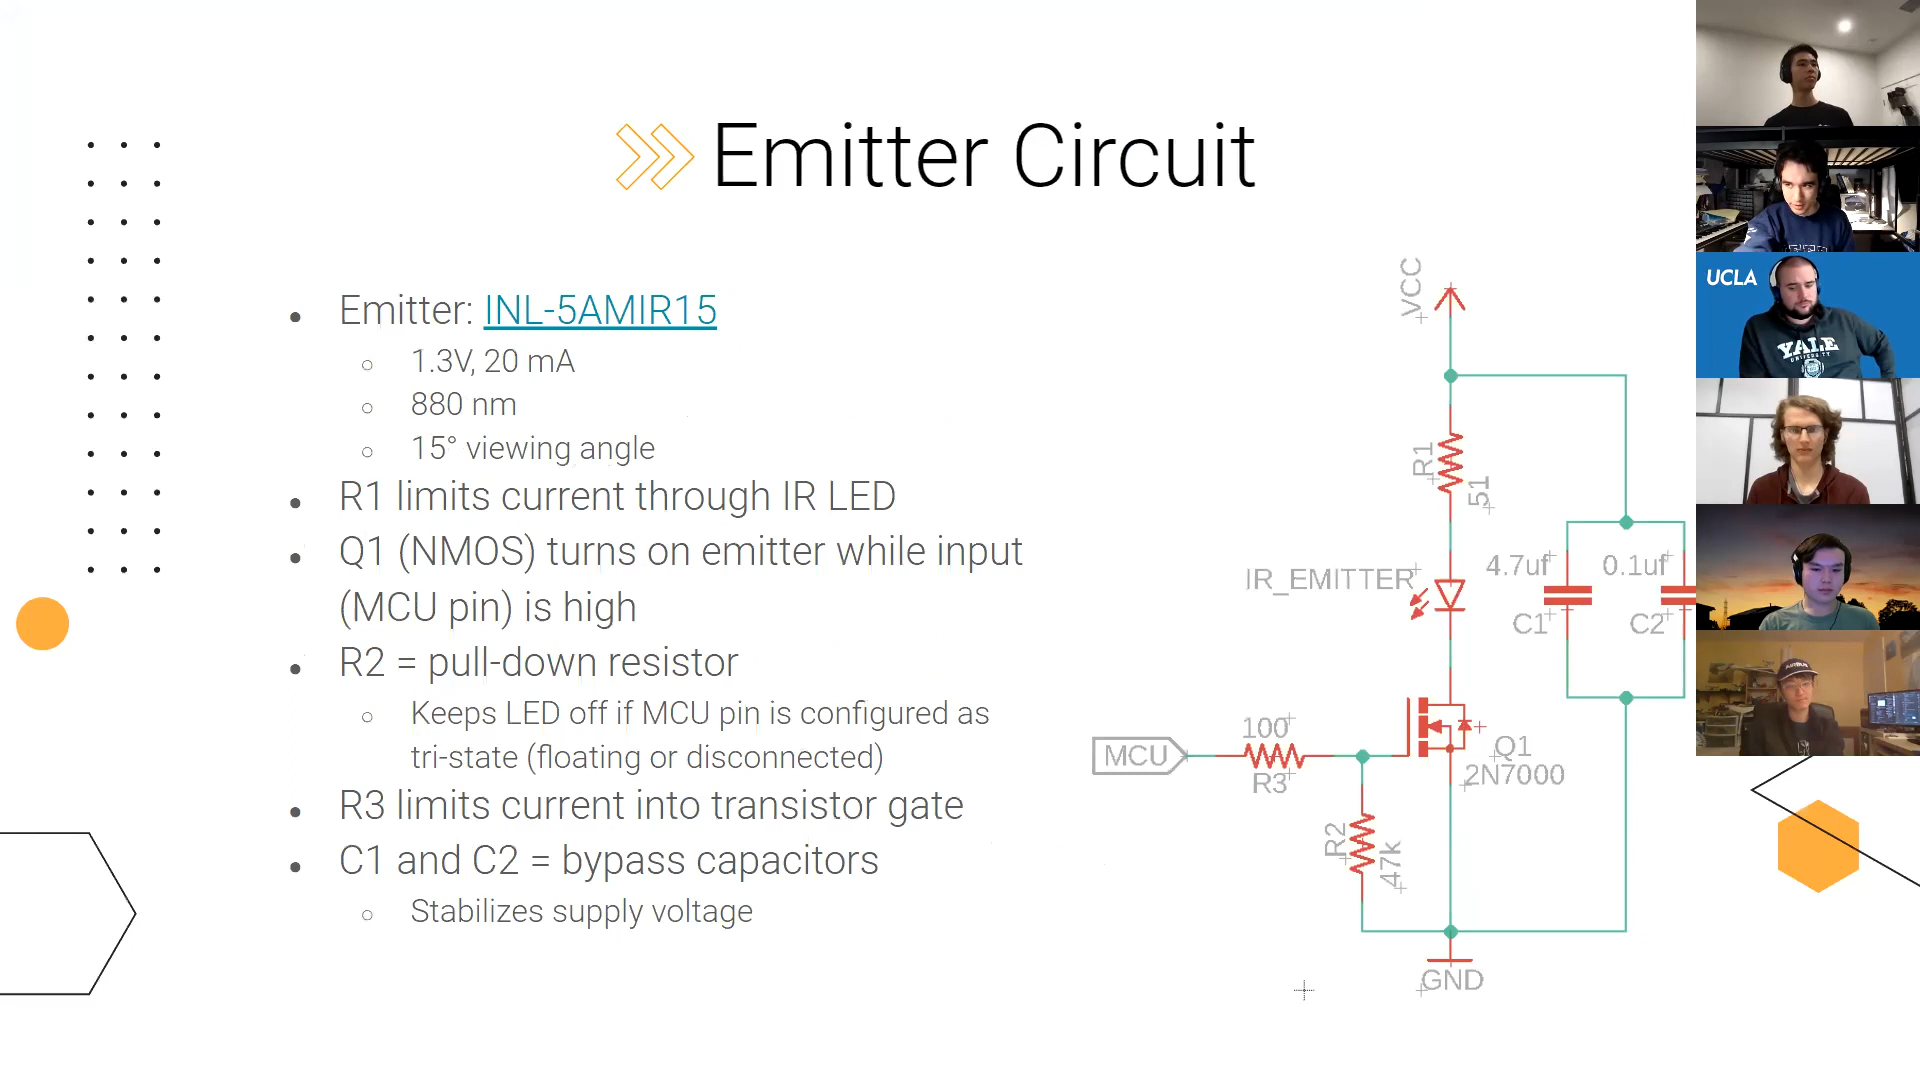 Emitter Circuit
Emitter: INL-5AMIR15
1.3V, 20 mA
880 nm
15° viewing angle
R1 limits current through IR LED
Q1 (NMOS) turns on emitter while input
(MCU pin) is high
R2 = pull-down resistor
Keeps LED off if MCU pin is configured as
tri-state (floating or disconnected)
R3 limits current into transistor gate
C1 and C2 = bypass capacitors
Stabilizes supply voltage
VCC
R1
51
IR_EMITTER
4.7uf
C1
0.1uf
C2
MCU
100
R3
Q1
2N7000
R2
47k
GND
UCLA
YALE
UNIVERSITY